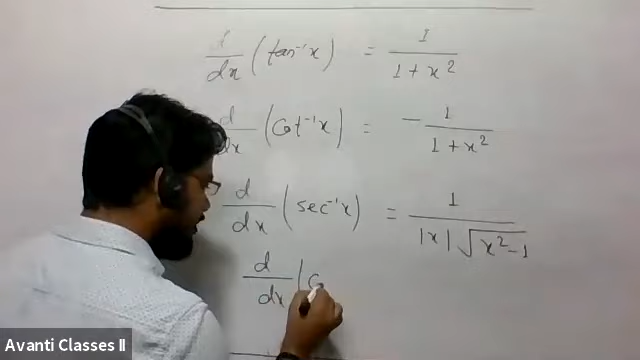 d/dx (tan⁻¹x) = 1/(1+x²)
d/dx (Cot⁻¹x) = -1/(1+x²)
d/dx (sec⁻¹x) = 1/(|x|√(x²-1))
d/dx (C
Avanti Classes II